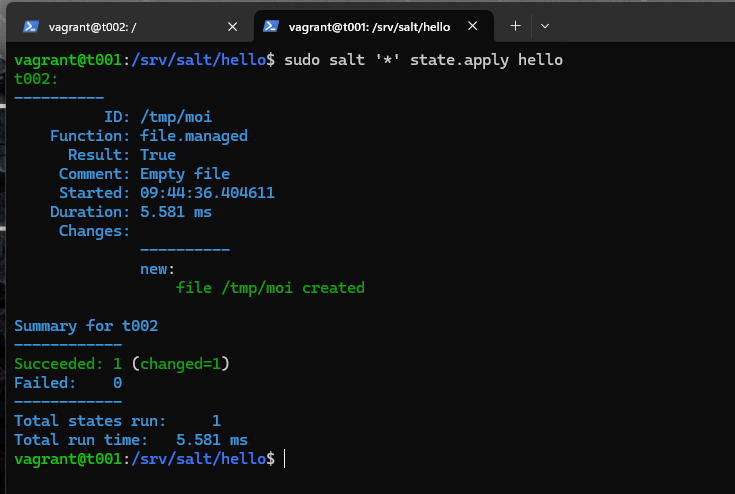 vagrant@t002: /
vagrant@t001: /srv/salt/hello
vagrant@t001:/srv/salt/hello$ sudo salt '*' state.apply hello
t002:
----------
          ID: /tmp/moi
    Function: file.managed
      Result: True
     Comment: Empty file
     Started: 09:44:36.404611
    Duration: 5.581 ms
     Changes:
              ----------
              new:
                  file /tmp/moi created

Summary for t002
------------
Succeeded: 1 (changed=1)
Failed:    0
------------
Total states run:     1
Total run time:   5.581 ms
vagrant@t001:/srv/salt/hello$